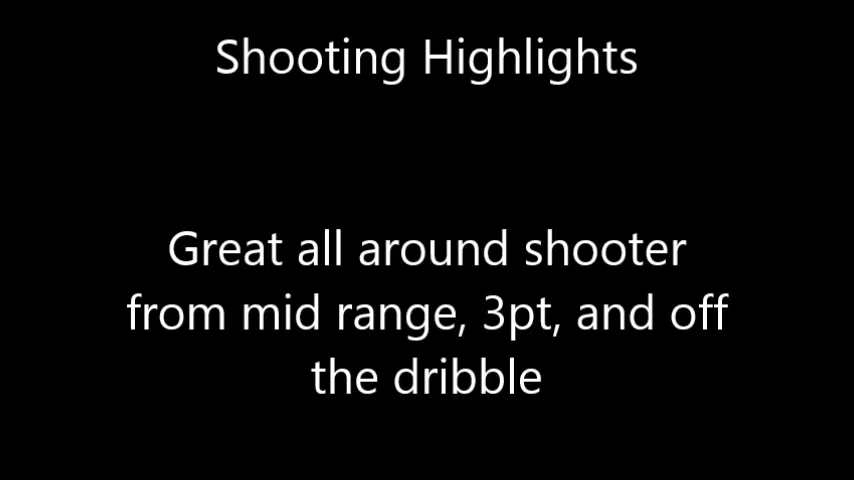 Shooting Highlights
Great all around shooter
from mid range, 3pt, and off
the dribble